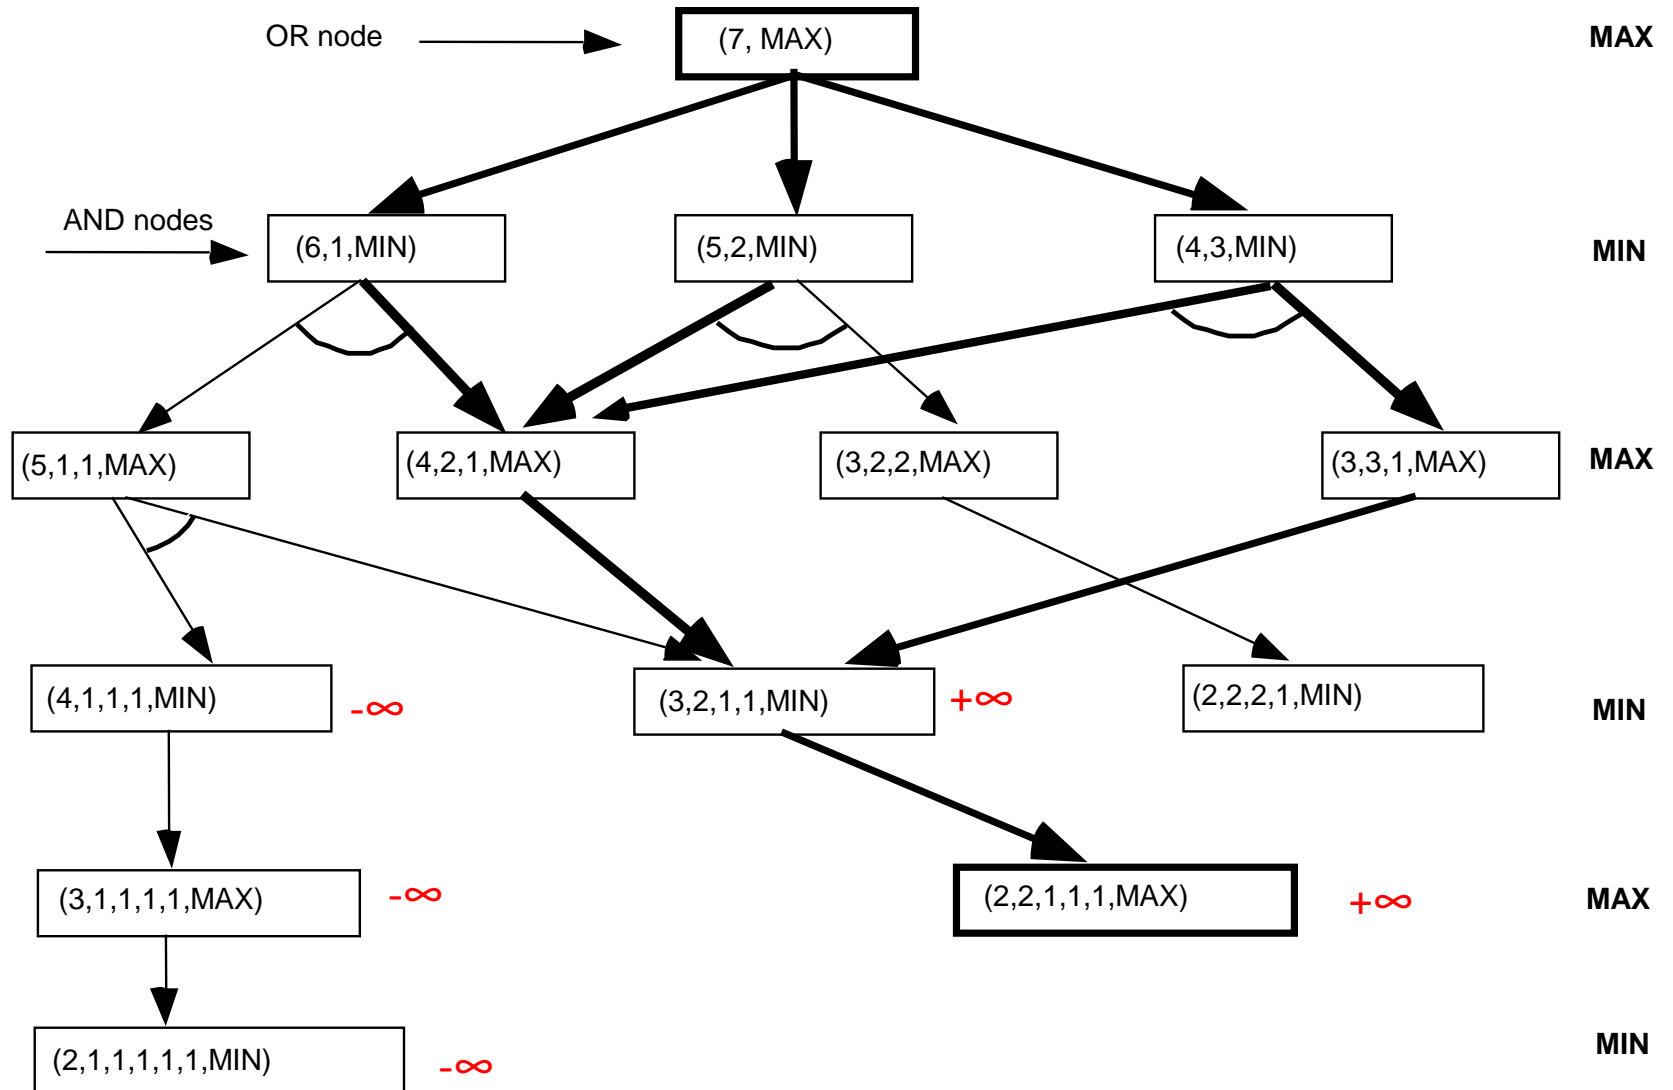 OR node
(7, MAX)
MAX
AND nodes
(6,1,MIN)
(5,2,MIN)
(4,3,MIN)
MIN
(5,1,1,MAX)
(4,2,1,MAX)
(3,2,2,MAX)
(3,3,1,MAX)
MAX
(4,1,1,1,MIN)
-∞
(3,2,1,1,MIN)
+∞
(2,2,2,1,MIN)
MIN
(3,1,1,1,1,MAX)
-∞
(2,2,1,1,1,MAX)
+∞
MAX
(2,1,1,1,1,1,MIN)
-∞
MIN